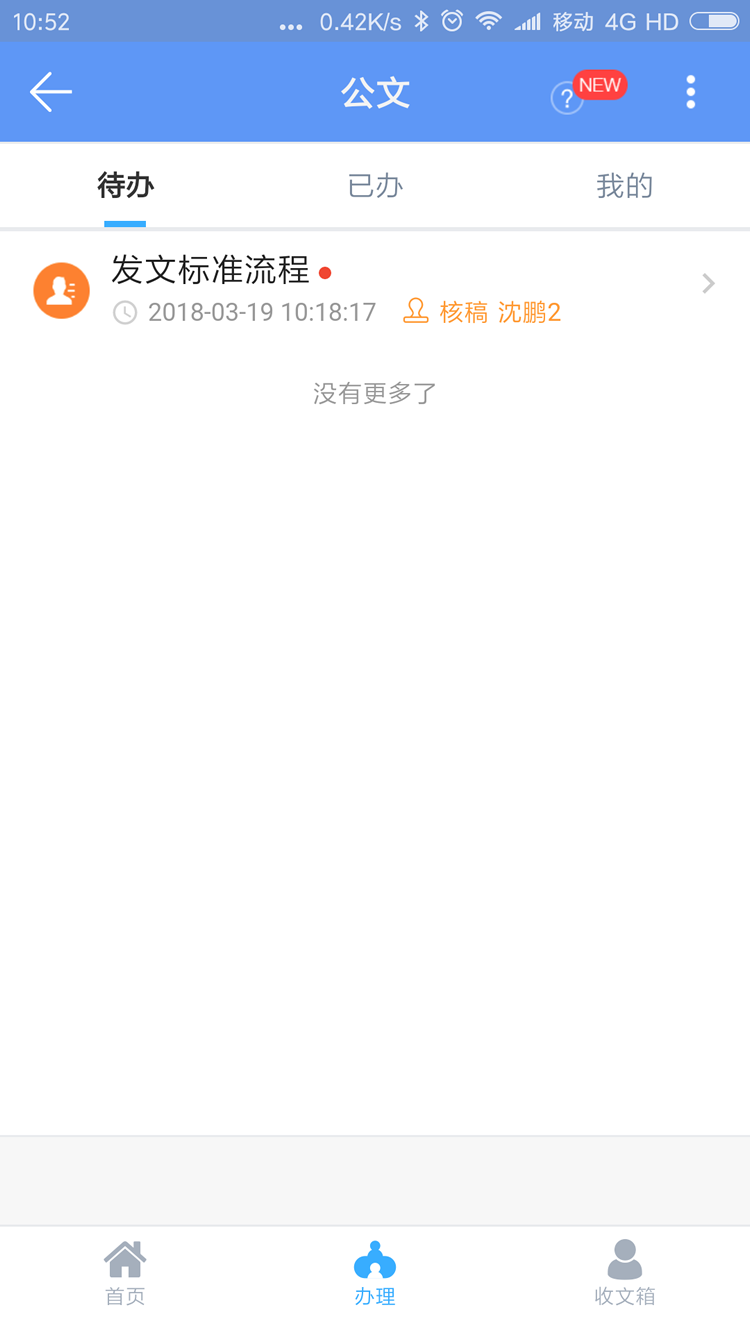 10:52 ... 0.42K/s 移动 4G HD
公文 ? NEW
待办 已办 我的
发文标准流程
2018-03-19 10:18:17 核稿 沈鹏2
没有更多了
首页 办理 收文箱